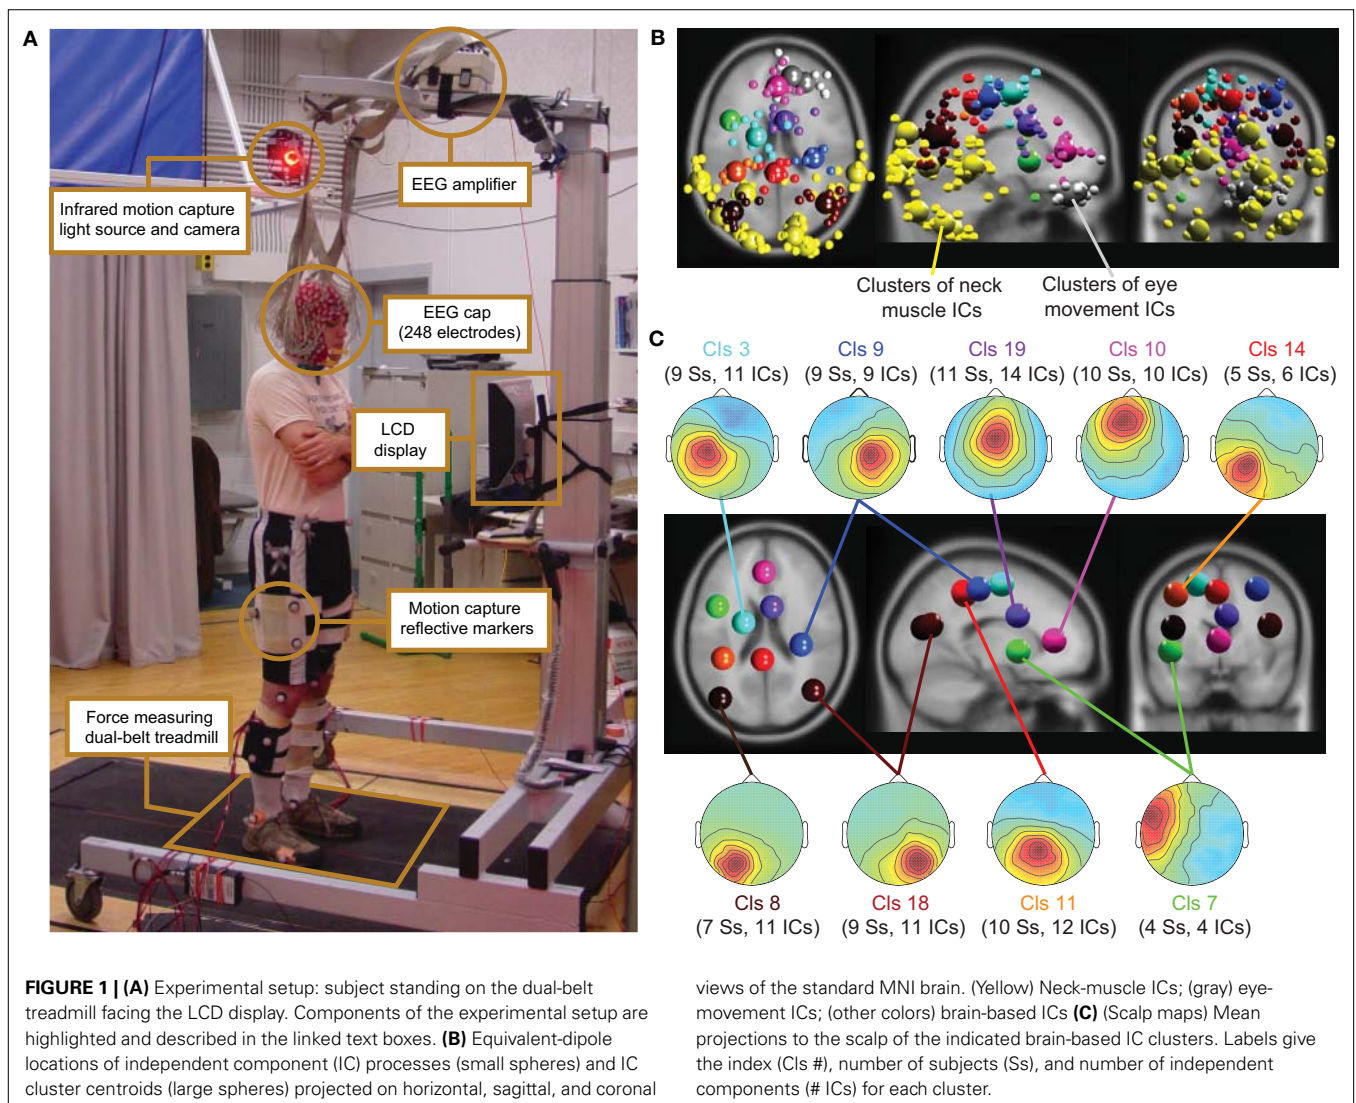 A
EEG amplifier
Infrared motion capture
light source and camera
EEG cap
(248 electrodes)
LCD
display
Motion capture
reflective markers
Force measuring
dual-belt treadmill
B
Clusters of neck
muscle ICs
Clusters of eye
movement ICs
C
Cls 3
(9 Ss, 11 ICs)
Cls 9
(9 Ss, 9 ICs)
Cls 19
(11 Ss, 14 ICs)
Cls 10
(10 Ss, 10 ICs)
Cls 14
(5 Ss, 6 ICs)
Cls 8
(7 Ss, 11 ICs)
Cls 18
(9 Ss, 11 ICs)
Cls 11
(10 Ss, 12 ICs)
Cls 7
(4 Ss, 4 ICs)
FIGURE 1 | (A) Experimental setup: subject standing on the dual-belt
treadmill facing the LCD display. Components of the experimental setup are
highlighted and described in the linked text boxes. (B) Equivalent-dipole
locations of independent component (IC) processes (small spheres) and IC
cluster centroids (large spheres) projected on horizontal, sagittal, and coronal
views of the standard MNI brain. (Yellow) Neck-muscle ICs; (gray) eye-
movement ICs; (other colors) brain-based ICs (C) (Scalp maps) Mean
projections to the scalp of the indicated brain-based IC clusters. Labels give
the index (Cls #), number of subjects (Ss), and number of independent
components (# ICs) for each cluster.